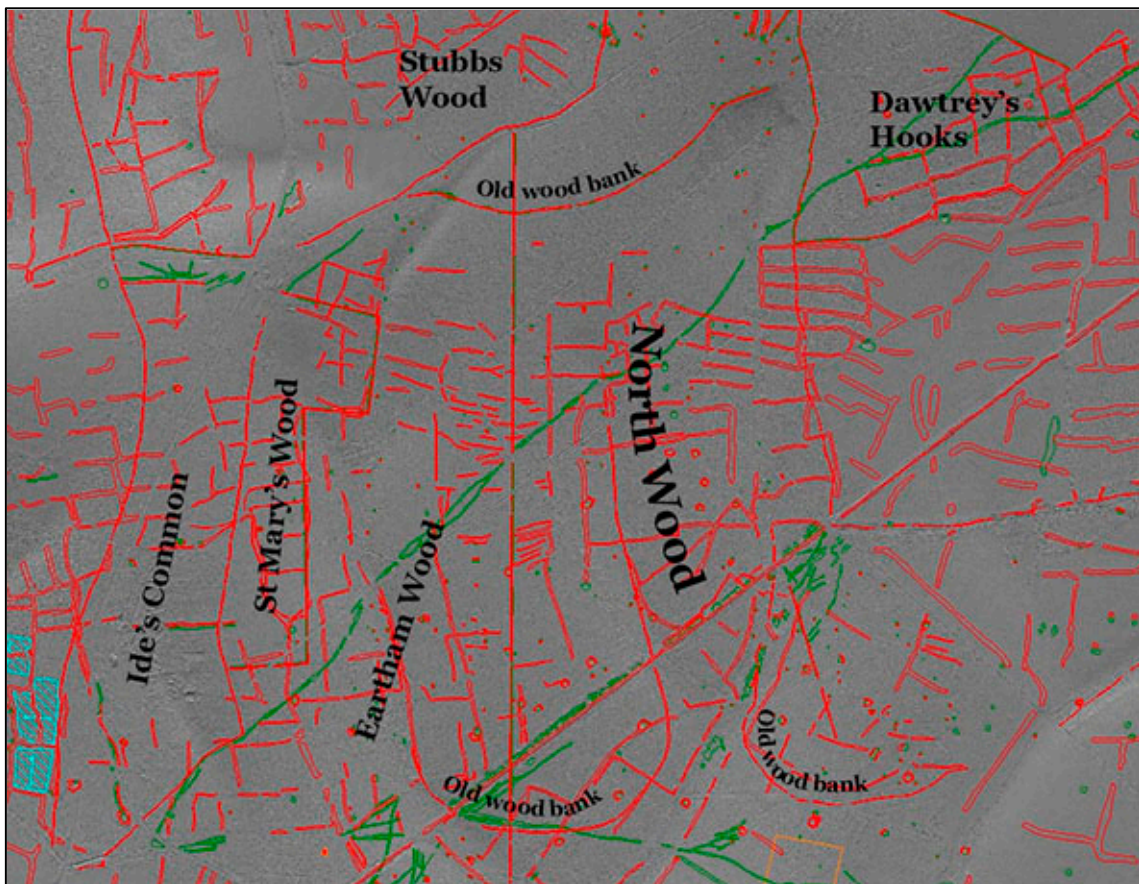 Stubbs
Wood
Dawtrey's
Hooks
Old wood bank
North Wood
St Mary's Wood
Ide's Common
Eartham Wood
Old wood bank
Old wood bank